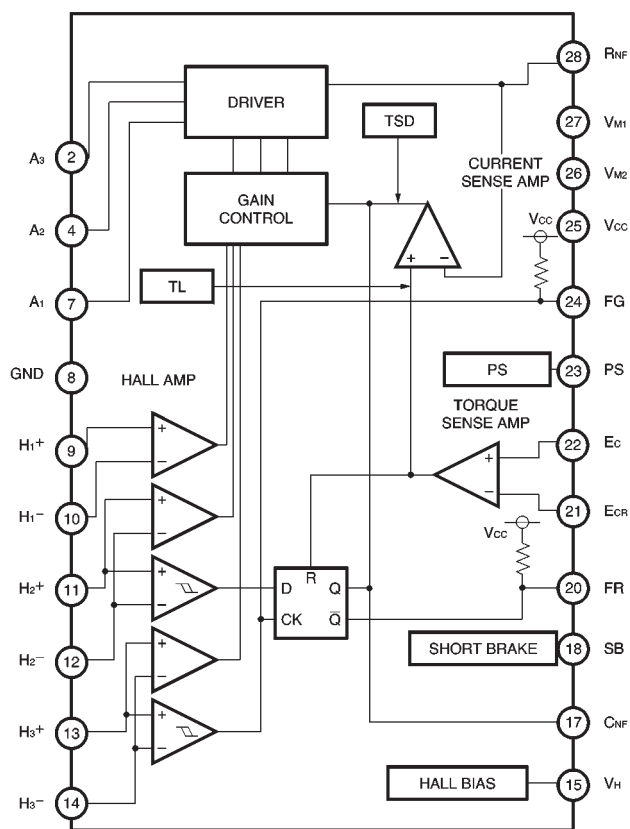 28 RNF
DRIVER
TSD
27 VM1
A3 2
CURRENT
SENSE AMP
26 VM2
GAIN
CONTROL
A2 4
VCC
25 VCC
+ −
TL
A1 7
24 FG
GND 8
HALL AMP
PS
23 PS
TORQUE
SENSE AMP
H1+ 9
+
−
22 EC
+
−
H1− 10
21 ECR
+
−
VCC
H2+ 11
+
−
R
D Q
CK Q̅
20 FR
H2− 12
+
−
SHORT BRAKE
18 SB
H3+ 13
+
−
17 CNF
HALL BIAS
15 VH
H3− 14